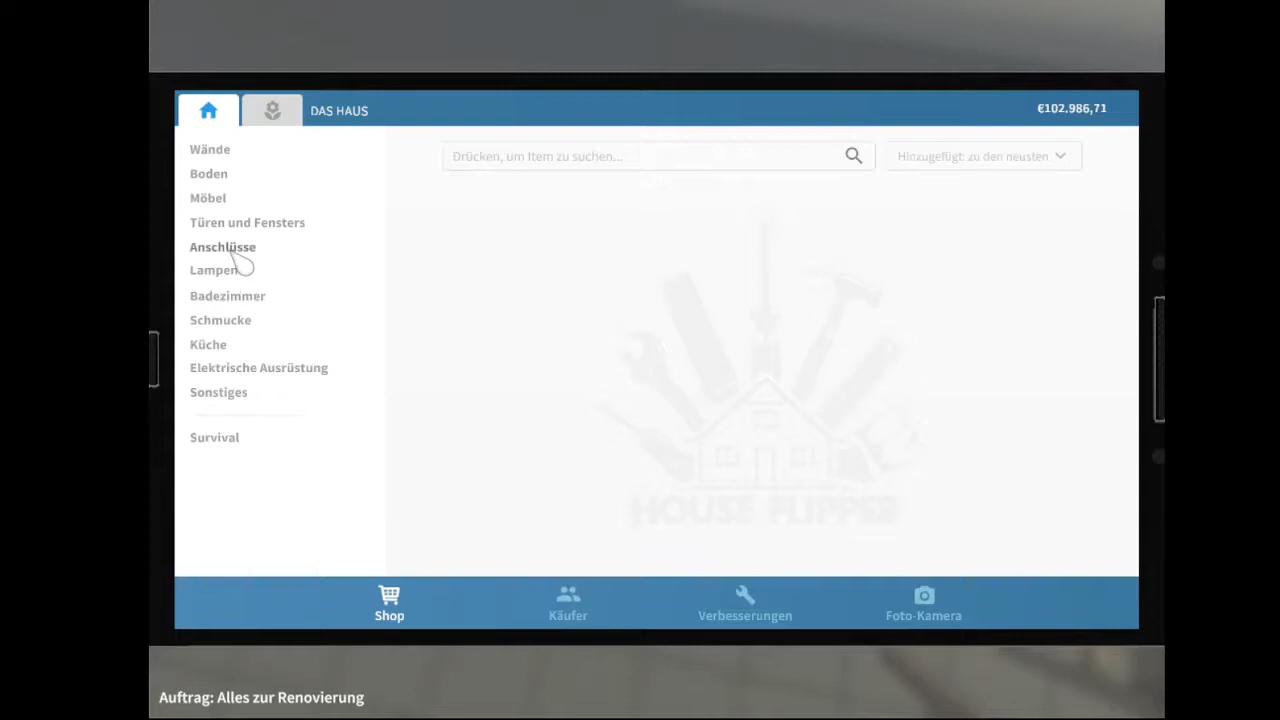 DAS HAUS
€102.986,71
Wände
Boden
Möbel
Türen und Fensters
Anschlüsse
Lampen
Badezimmer
Schmucke
Küche
Elektrische Ausrüstung
Sonstiges
Survival
Drücken, um Item zu suchen...
Hinzugefügt: zu den neusten
HOUSE FLIPPER
Shop
Käufer
Verbesserungen
Foto-Kamera
Auftrag: Alles zur Renovierung